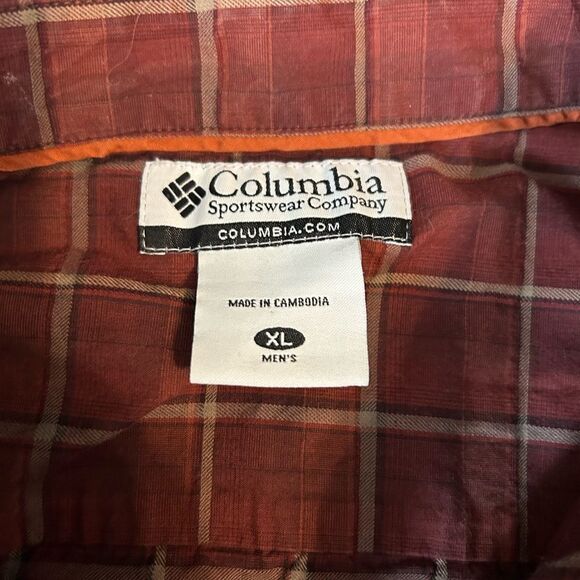 Columbia
Sportswear Company
COLUMBIA.COM
MADE IN CAMBODIA
XL
MEN'S